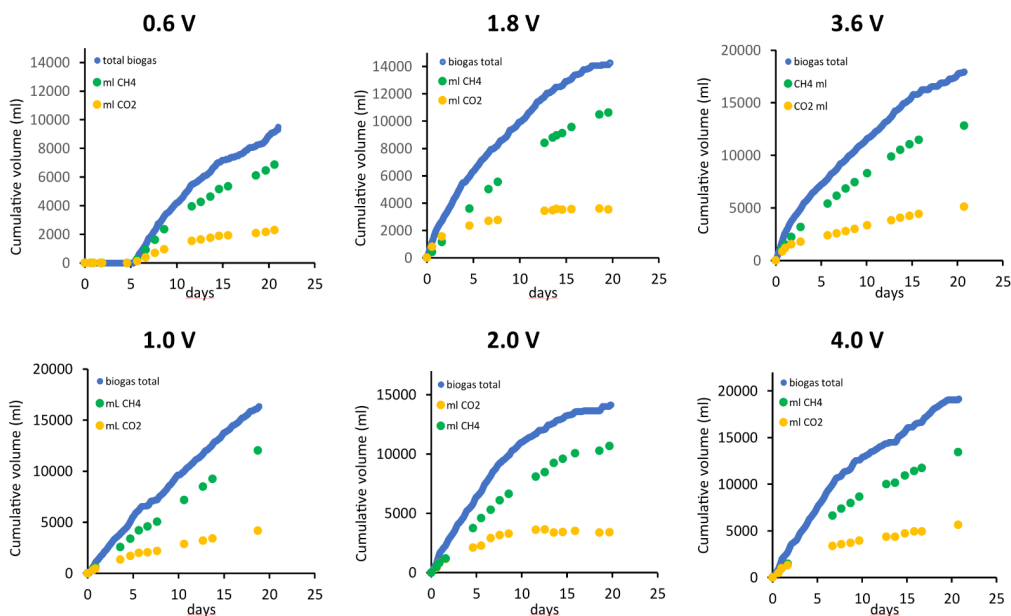 0.6 V
14000
12000
10000
8000
6000
4000
2000
0
Cumulative volume (ml)
total biogas
ml CH4
ml CO2
0 5 10 15 20 25
days
1.8 V
14000
12000
10000
8000
6000
4000
2000
0
Cumulative volume (ml)
biogas total
ml CH4
ml CO2
0 5 10 15 20 25
days
3.6 V
20000
15000
10000
5000
0
Cumulative volume (ml)
biogas total
CH4 ml
CO2 ml
0 5 10 15 20 25
days
1.0 V
20000
15000
10000
5000
0
Cumulative volume (ml)
biogas total
mL CH4
mL CO2
0 5 10 15 20 25
days
2.0 V
15000
10000
5000
0
Cumulative volume (ml)
biogas total
ml CO2
ml CH4
0 5 10 15 20 25
days
4.0 V
20000
15000
10000
5000
0
Cumulative volume (ml)
biogas total
ml CH4
ml CO2
0 5 10 15 20 25
days